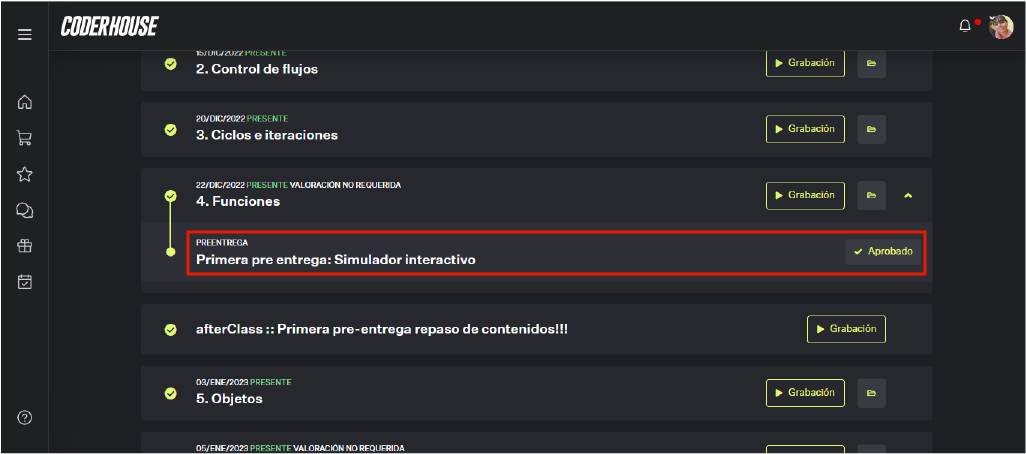 CODERHOUSE
15/DIC/2022 PRESENTE
2. Control de flujos
Grabación
20/DIC/2022 PRESENTE
3. Ciclos e iteraciones
Grabación
22/DIC/2022 PRESENTE VALORACIÓN NO REQUERIDA
4. Funciones
Grabación
PREENTREGA
Primera pre entrega: Simulador interactivo
Aprobado
afterClass :: Primera pre-entrega repaso de contenidos!!!
Grabación
03/ENE/2023 PRESENTE
5. Objetos
Grabación
05/ENE/2023 PRESENTE VALORACIÓN NO REQUERIDA